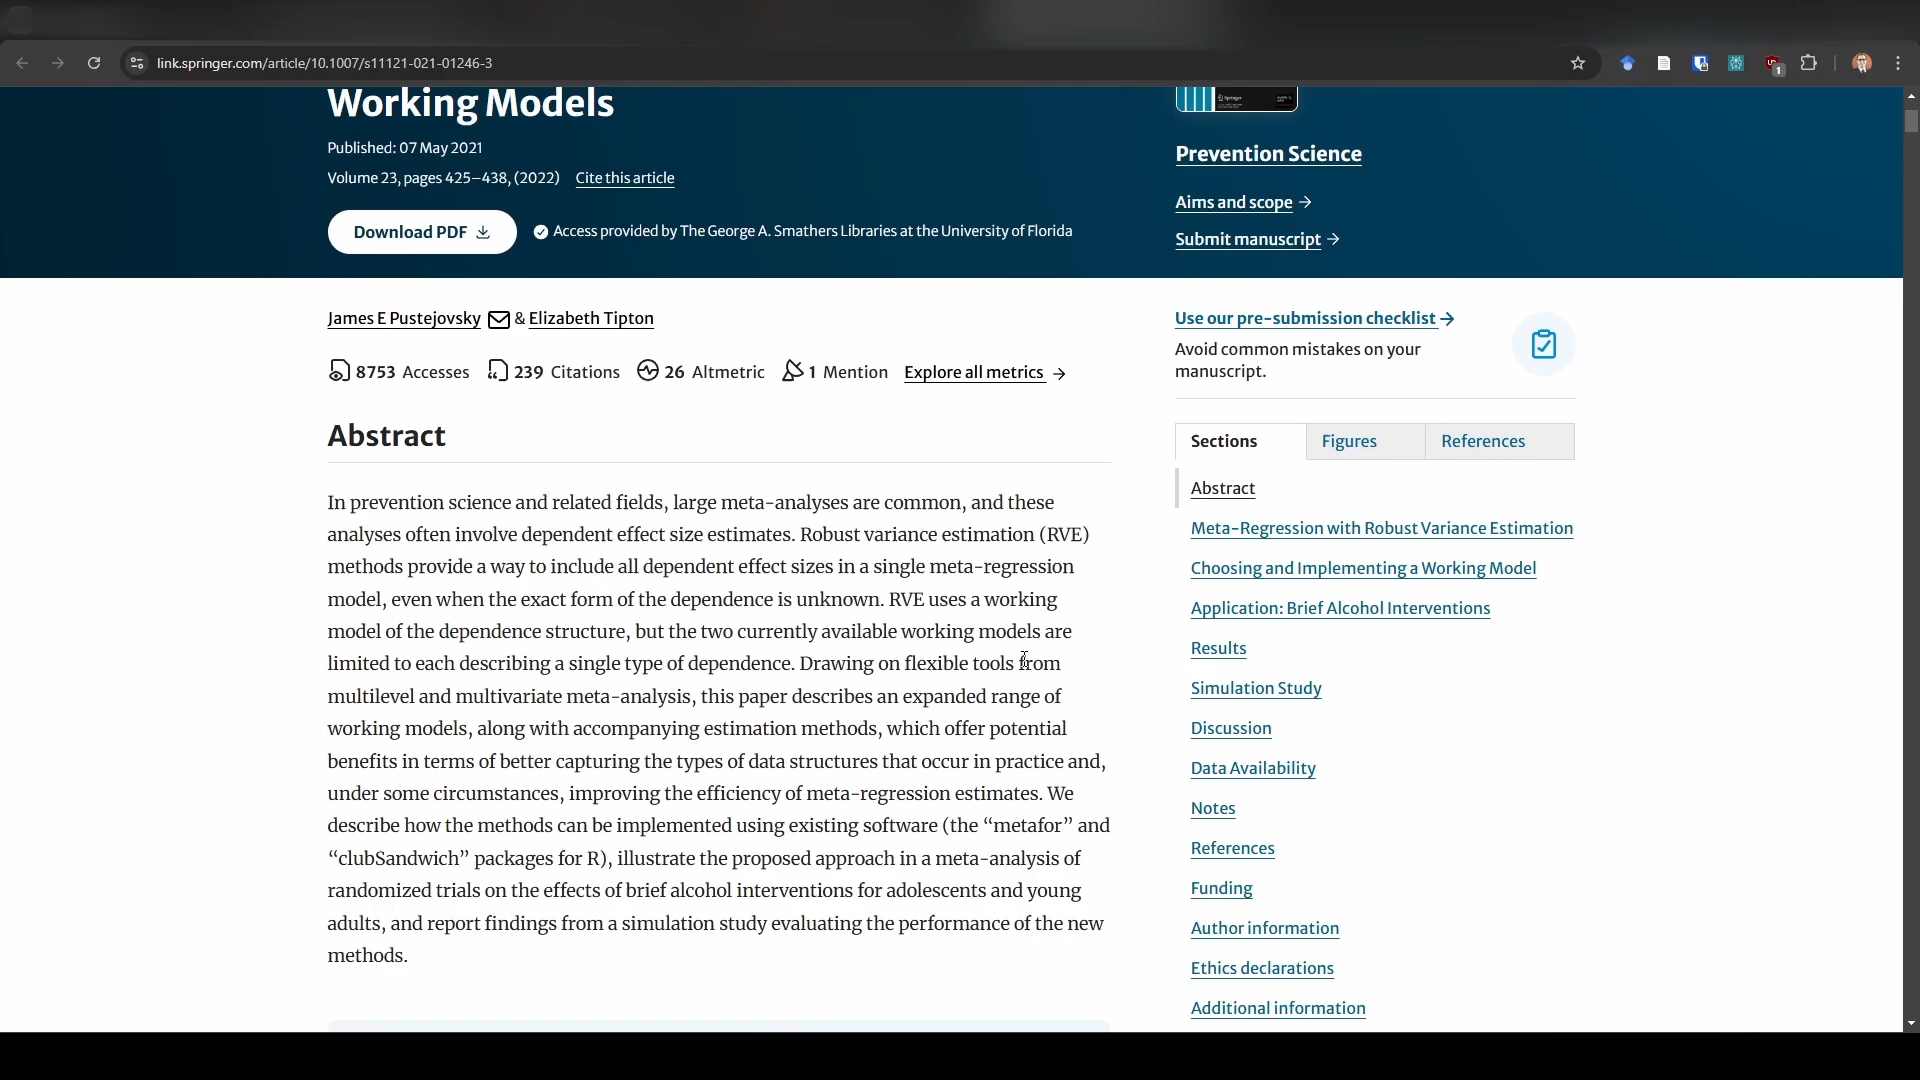 link.springer.com/article/10.1007/s11121-021-01246-3
1
Working Models
Published: 07 May 2021
Volume 23, pages 425–438, (2022) Cite this article
Download PDF
Access provided by The George A. Smathers Libraries at the University of Florida
Springer
Prevention Science
Aims and scope →
Submit manuscript →
James E Pustejovsky & Elizabeth Tipton
8753 Accesses 239 Citations 26 Altmetric 1 Mention Explore all metrics →
Abstract
In prevention science and related fields, large meta-analyses are common, and these
analyses often involve dependent effect size estimates. Robust variance estimation (RVE)
methods provide a way to include all dependent effect sizes in a single meta-regression
model, even when the exact form of the dependence is unknown. RVE uses a working
model of the dependence structure, but the two currently available working models are
limited to each describing a single type of dependence. Drawing on flexible tools from
multilevel and multivariate meta-analysis, this paper describes an expanded range of
working models, along with accompanying estimation methods, which offer potential
benefits in terms of better capturing the types of data structures that occur in practice and,
under some circumstances, improving the efficiency of meta-regression estimates. We
describe how the methods can be implemented using existing software (the “metafor” and
“clubSandwich” packages for R), illustrate the proposed approach in a meta-analysis of
randomized trials on the effects of brief alcohol interventions for adolescents and young
adults, and report findings from a simulation study evaluating the performance of the new
methods.
Use our pre-submission checklist →
Avoid common mistakes on your
manuscript.
Sections Figures References
Abstract
Meta-Regression with Robust Variance Estimation
Choosing and Implementing a Working Model
Application: Brief Alcohol Interventions
Results
Simulation Study
Discussion
Data Availability
Notes
References
Funding
Author information
Ethics declarations
Additional information